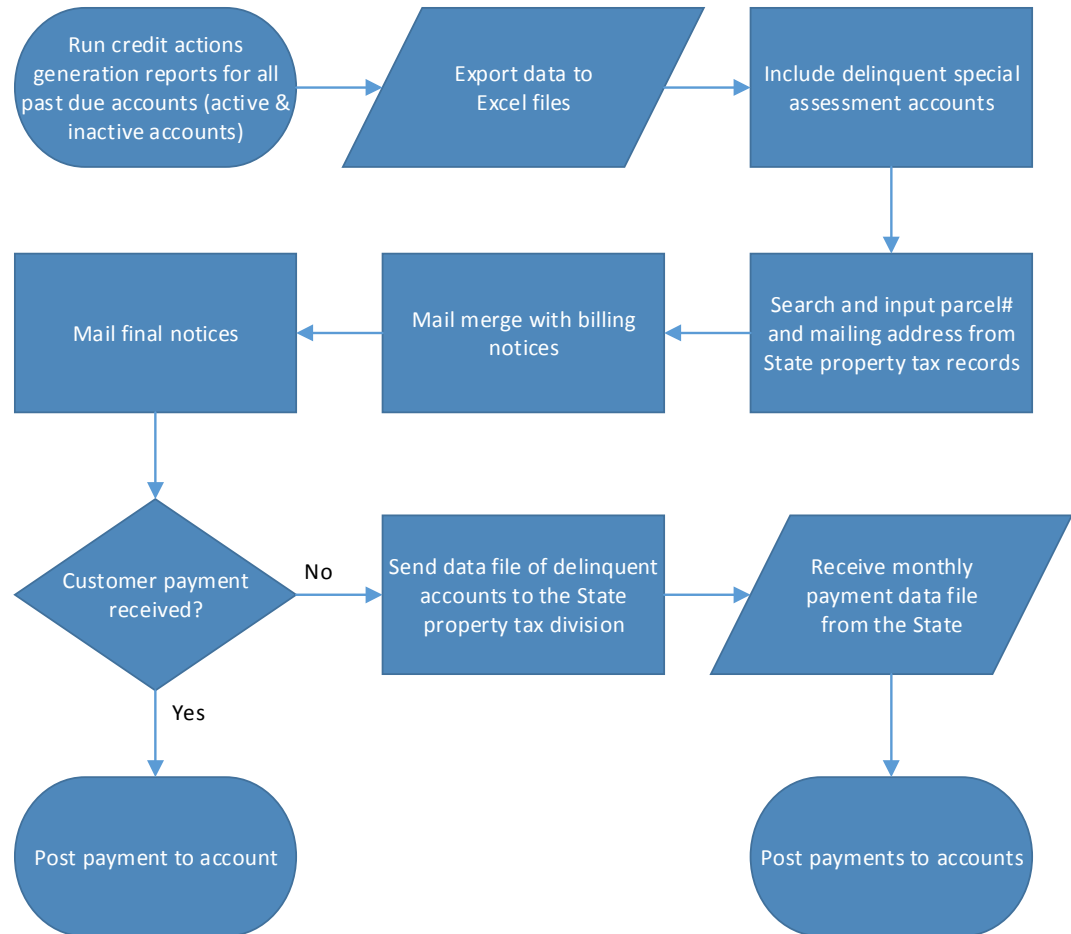 Run credit actions
generation reports for all
past due accounts (active &
inactive accounts)
Export data to
Excel files
Include delinquent special
assessment accounts
Search and input parcel#
and mailing address from
State property tax records
Mail merge with billing
notices
Mail final notices
Customer payment
received?
No
Send data file of delinquent
accounts to the State
property tax division
Receive monthly
payment data file
from the State
Yes
Post payment to account
Post payments to accounts